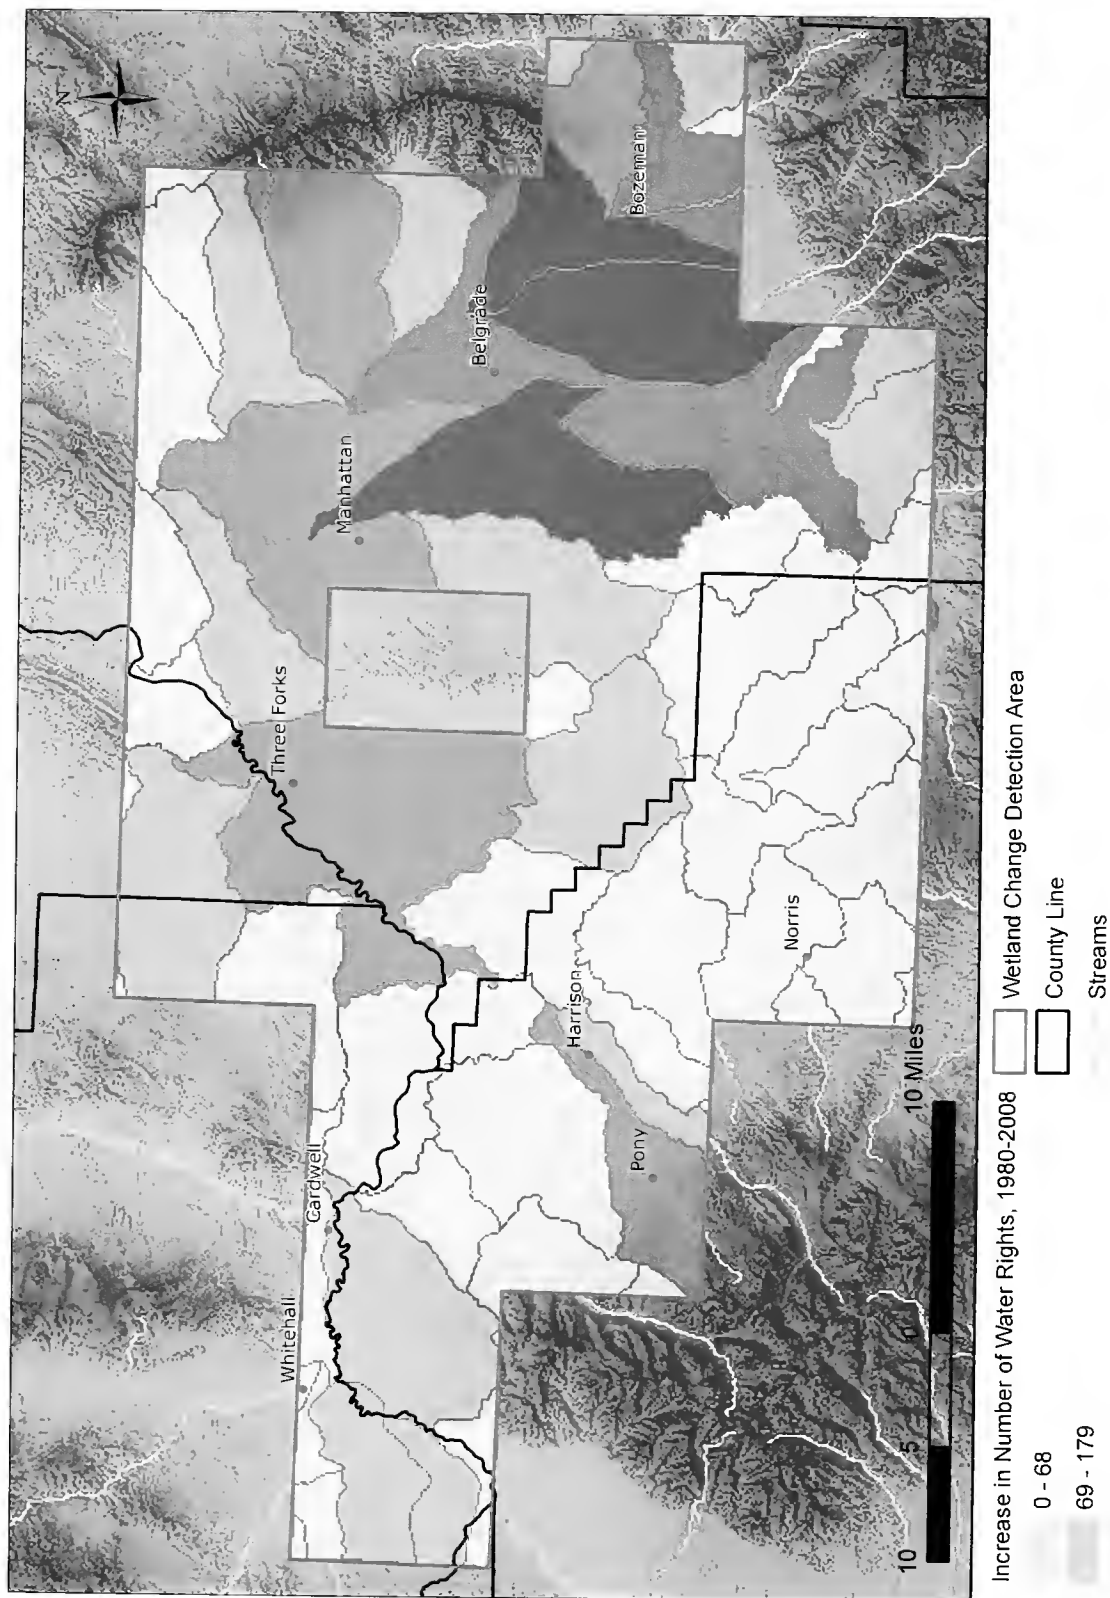 N
Whitehall
Cardwell
Three Forks
Manhattan
Belgrade
Bozeman
Pony
Harrison
Norris
10
5
0
10 Miles
Increase in Number of Water Rights, 1980-2008
0 - 68
69 - 179
Wetland Change Detection Area
County Line
Streams